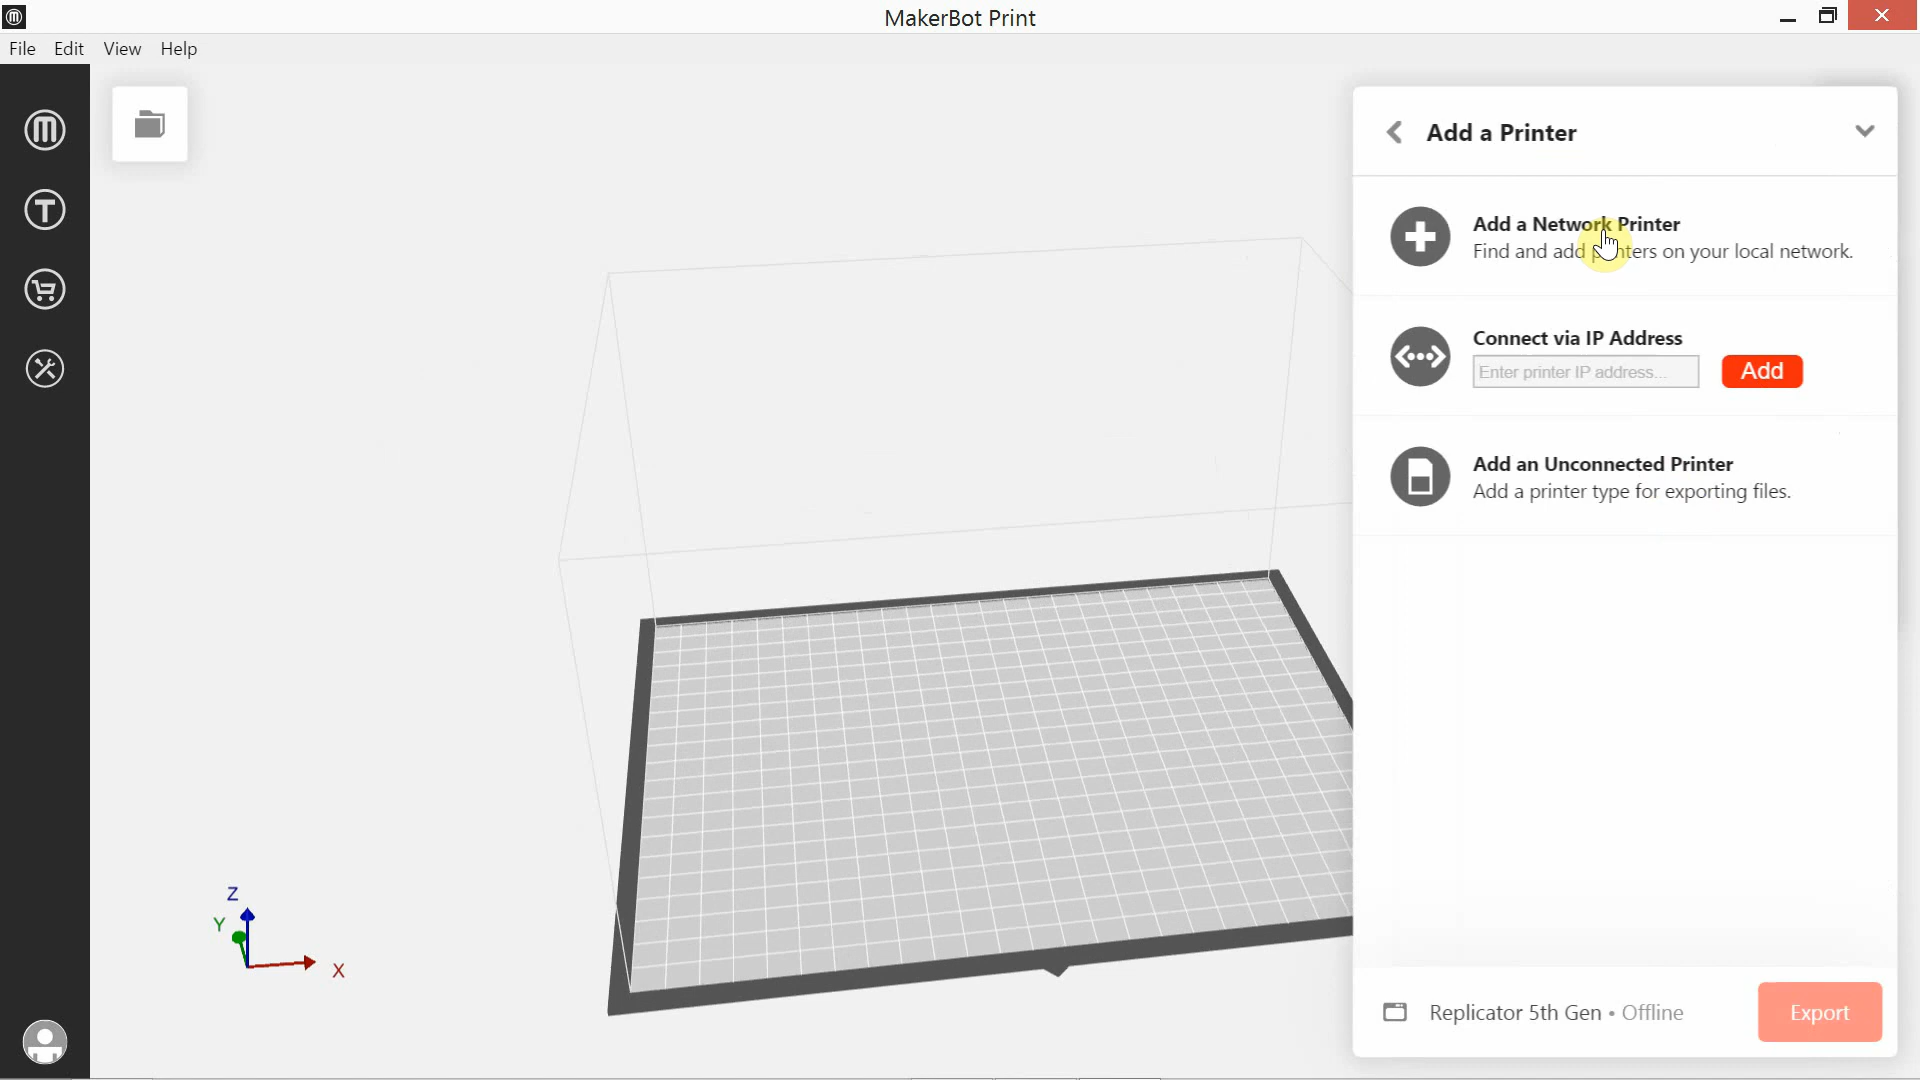 MakerBot Print
File Edit View Help
Add a Printer
Add a Network Printer
Find and add printers on your local network.
Connect via IP Address
Enter printer IP address...
Add
Add an Unconnected Printer
Add a printer type for exporting files.
Z
Y
X
Replicator 5th Gen • Offline
Export